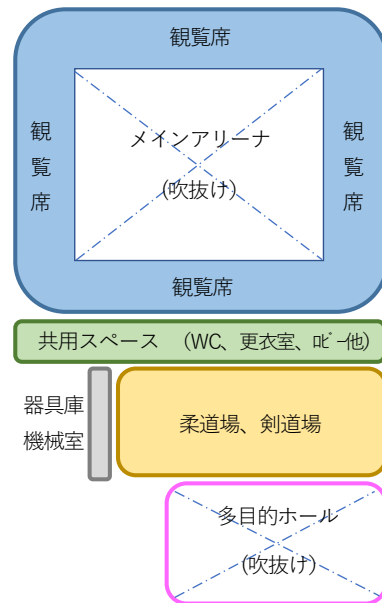 観覧席
観覧席
メインアリーナ
(吹抜け)
観覧席
観覧席
共用スペース (WC、更衣室、ﾛﾋﾞｰ他)
器具庫
機械室
柔道場、剣道場
多目的ホール
(吹抜け)